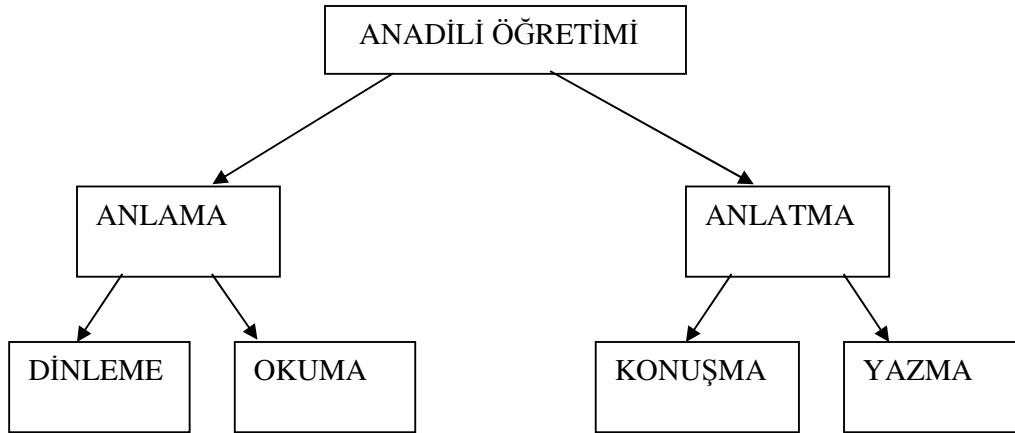 ANADİLİ ÖĞRETİMİ
ANLAMA
ANLATMA
DİNLEME
OKUMA
KONUŞMA
YAZMA